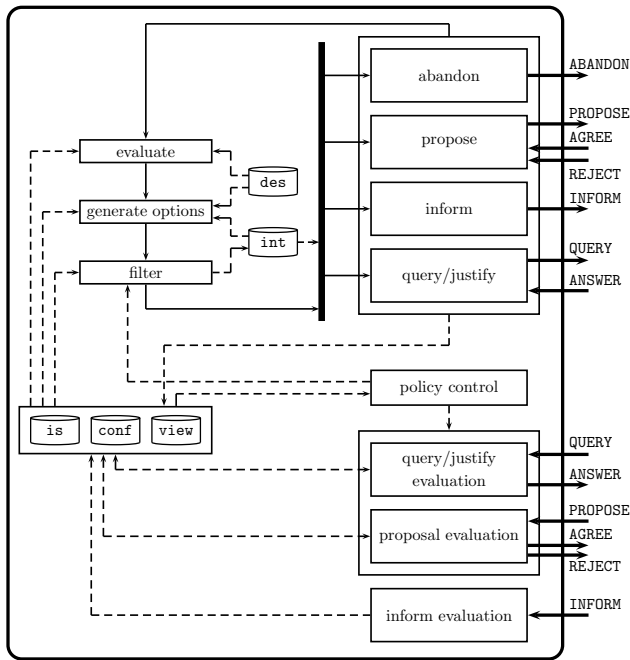 abandon
ABANDON
propose
PROPOSE
AGREE
REJECT
evaluate
des
generate options
inform
INFORM
int
filter
query/justify
QUERY
ANSWER
policy control
is
conf
view
query/justify
evaluation
QUERY
ANSWER
proposal evaluation
PROPOSE
AGREE
REJECT
inform evaluation
INFORM